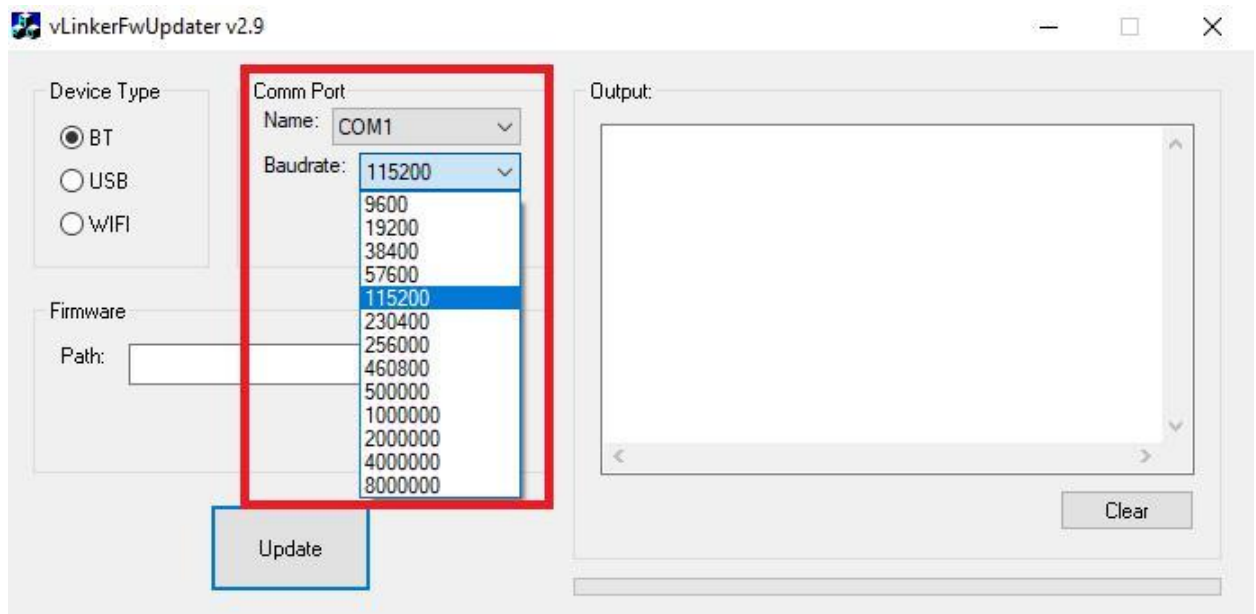 vLinkerFwUpdater v2.9
Device Type
BT
USB
WIFI
Comm Port
Name: COM1
Baudrate: 115200
9600
19200
38400
57600
115200
230400
256000
460800
500000
1000000
2000000
4000000
8000000
Firmware
Path:
Update
Output:
Clear